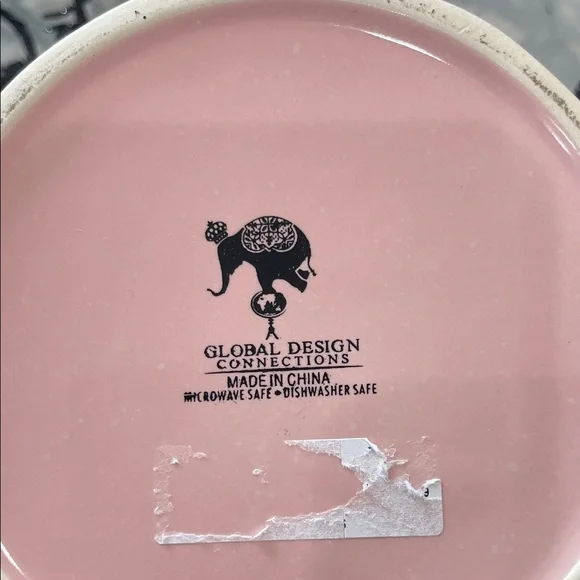 GLOBAL DESIGN
CONNECTIONS
MADE IN CHINA
MICROWAVE SAFE • DISHWASHER SAFE